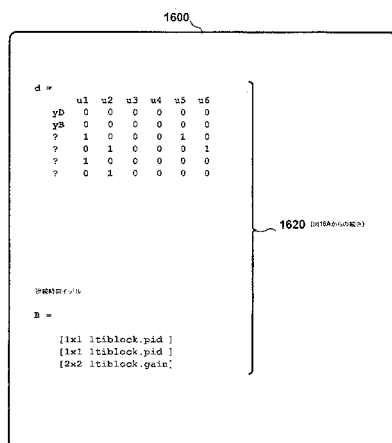 1600
d =
u1 u2 u3 u4 u5 u6
yD 0 0 0 0 0 0
yB 0 0 0 0 0 0
? 1 0 0 0 1 0
? 0 1 0 0 0 1
? 1 0 0 0 0 0
? 0 1 0 0 0 0
1620 (図16Aからの続き)
連続時間モデル
B =
[1x1 ltiblock.pid ]
[1x1 ltiblock.pid ]
[2x2 ltiblock.gain]